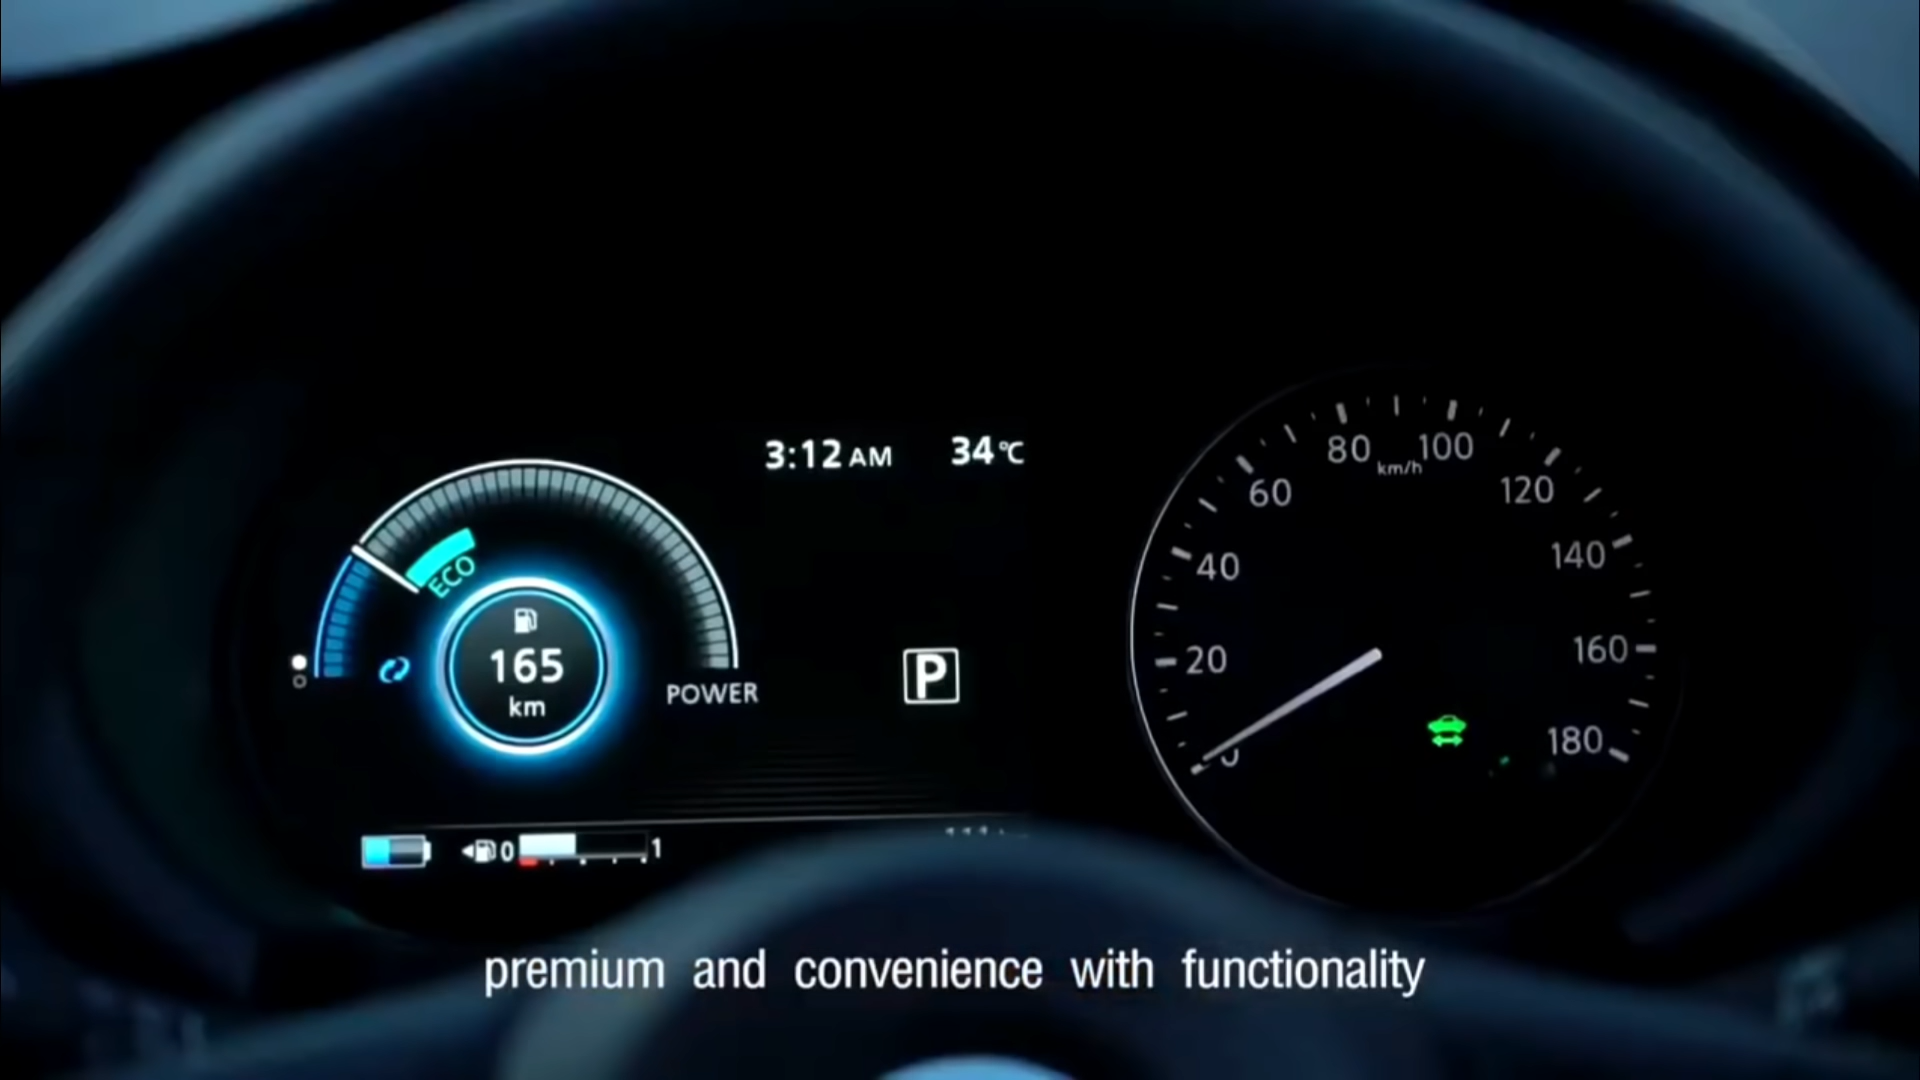 3:12 AM 34°C
ECO
165
km
POWER
P
0 1
80 100
km/h
60 120
40 140
20 160
0 180
premium and convenience with functionality